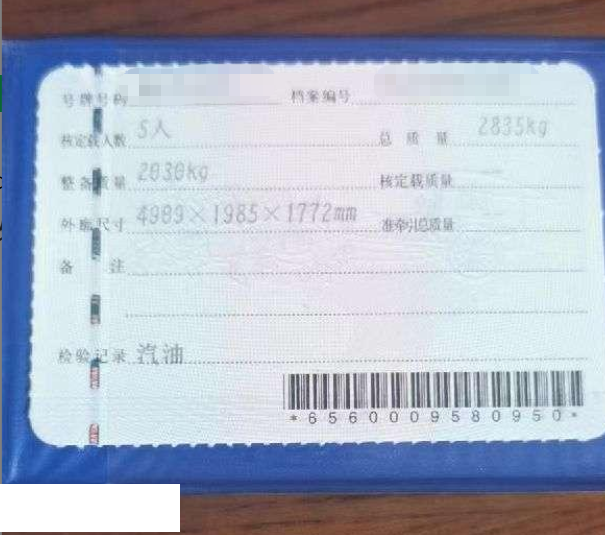 号牌号码 档案编号
核定载人数 5人 总质量 2835kg
整备质量 2030kg 核定载质量
外廓尺寸 4989×1985×1772mm 准牵引总质量
备注
检验记录 汽油
*6560009580950*